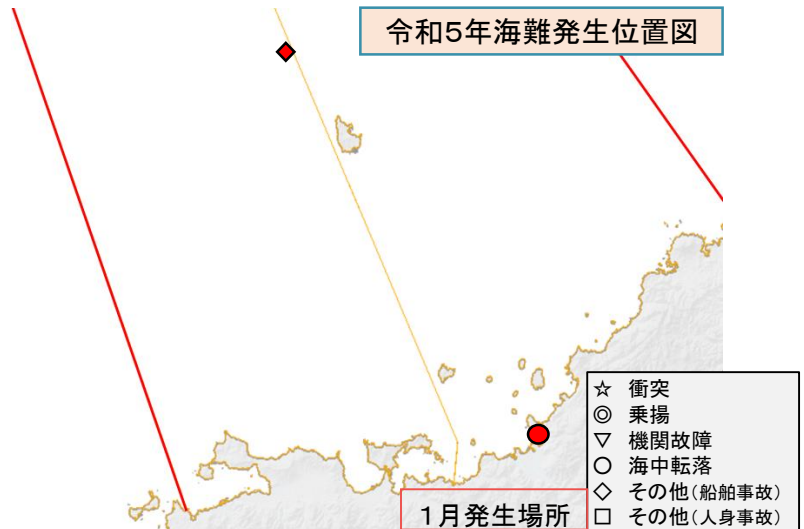 令和5年海難発生位置図
☆ 衝突
◎ 乗揚
▽ 機関故障
○ 海中転落
◇ その他(船舶事故)
□ その他(人身事故)
1月発生場所